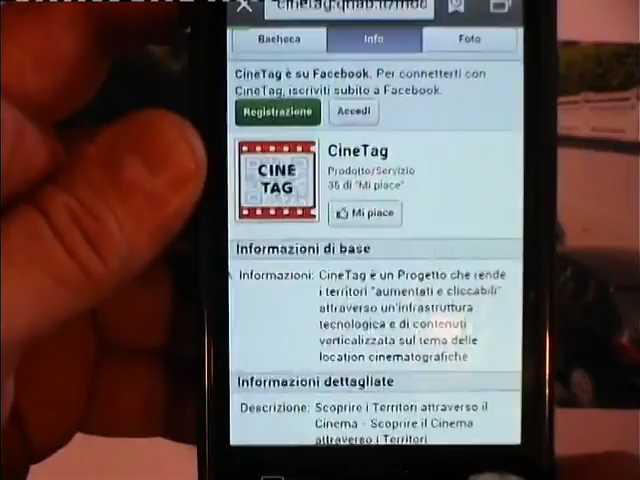 Bacheca Info Foto
CineTag è su Facebook. Per connetterti con
CineTag, iscriviti subito a Facebook.
Registrazione Accedi
CINE
TAG
CineTag
Prodotto/Servizio
36 di "Mi piace"
Mi piace
Informazioni di base
Informazioni: CineTag è un Progetto che rende
i territori "aumentati e cliccabili"
attraverso un'infrastruttura
tecnologica e di contenuti
verticalizzata sul tema delle
location cinematografiche
Informazioni dettagliate
Descrizione: Scoprire i Territori attraverso il
Cinema - Scoprire il Cinema
attraverso i Territori